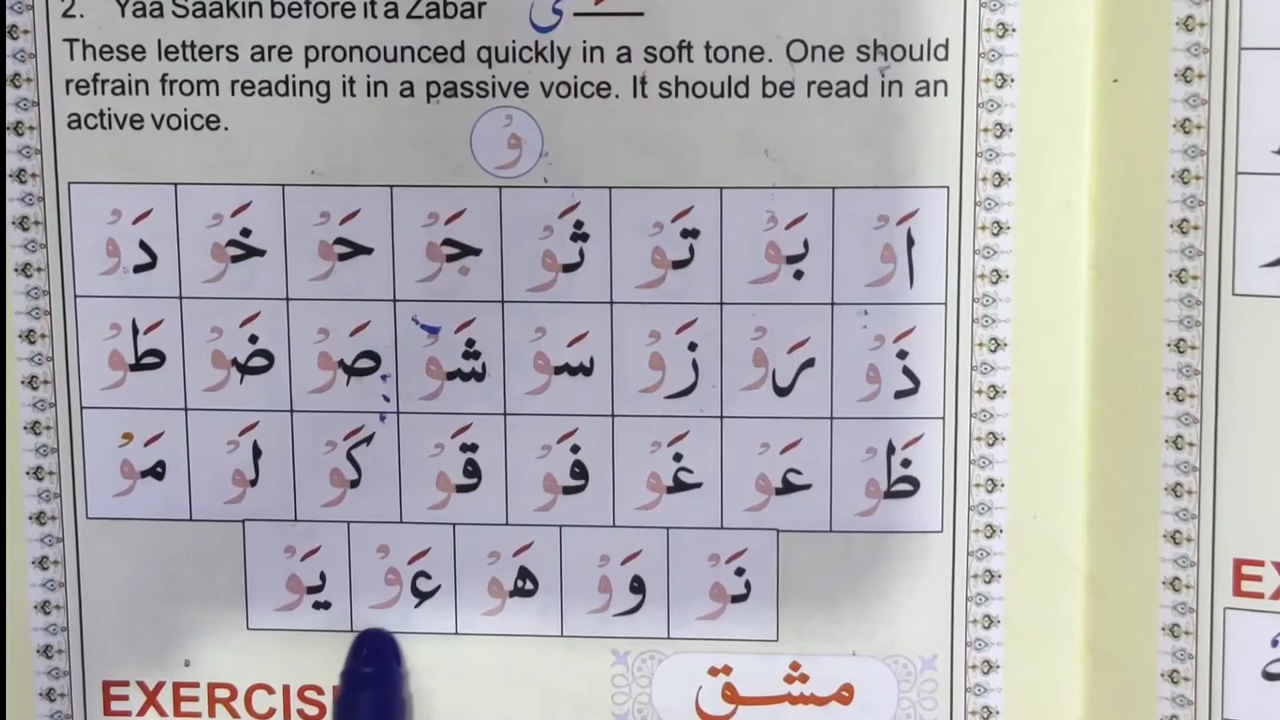 2. Yaa Saakin before it a Zabar ـَـىْ
These letters are pronounced quickly in a soft tone. One should
refrain from reading it in a passive voice. It should be read in an
active voice.
وْ
اَوْ بَوْ تَوْ ثَوْ جَوْ حَوْ خَوْ دَوْ
ذَوْ رَوْ زَوْ سَوْ شَوْ صَوْ ضَوْ طَوْ
ظَوْ عَوْ غَوْ فَوْ قَوْ كَوْ لَوْ مَوْ
نَوْ وَوْ هَوْ ءَوْ يَوْ
مشق